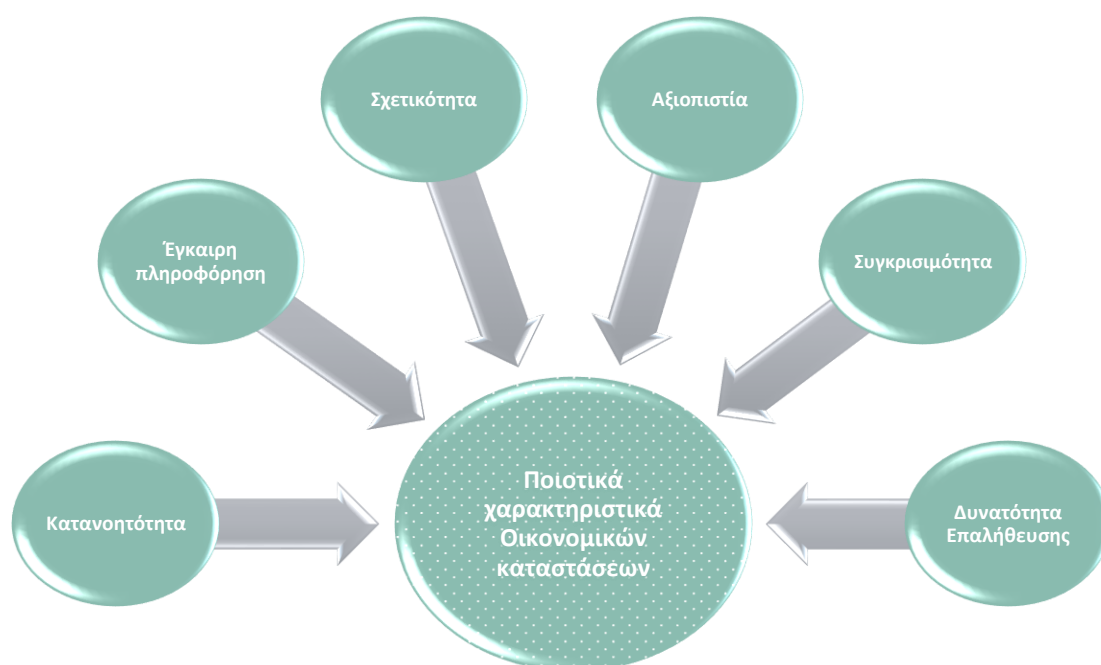 Σχετικότητα
Αξιοπιστία
Έγκαιρη
πληροφόρηση
Συγκρισιμότητα
Κατανοητότητα
Δυνατότητα
Επαλήθευσης
Ποιοτικά
χαρακτηριστικά
Οικονομικών
καταστάσεων